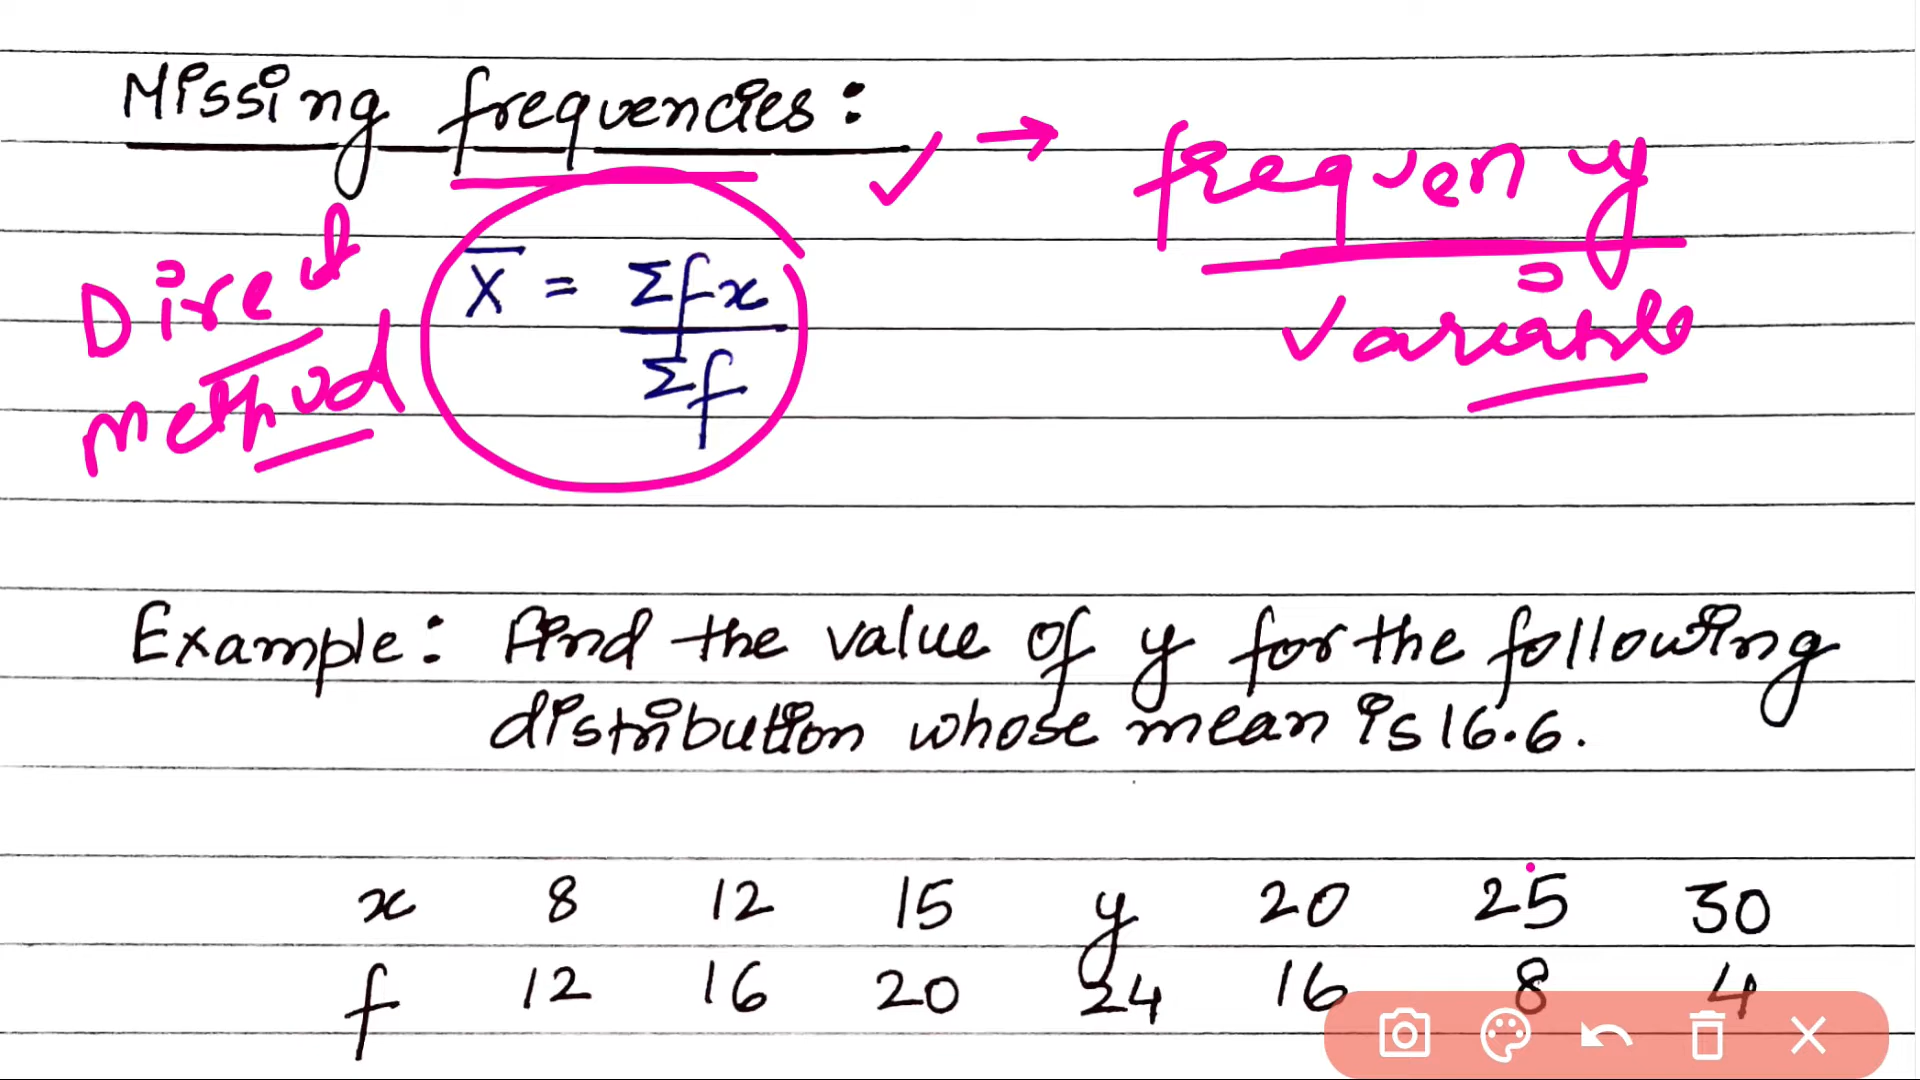 Missing frequencies:
→ frequency
variable
Direct method
X̄ = Σfx / Σf
Example: Find the value of y for the following
distribution whose mean is 16.6.
x 8 12 15 y 20 25 30
f 12 16 20 24 16 8 4